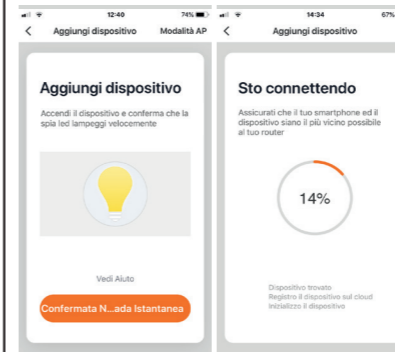 12:40
74%
Aggiungi dispositivo
Modalità AP
Aggiungi dispositivo
Accendi il dispositivo e conferma che la
spia led lampeggi velocemente
Vedi Aiuto
Confermata N...ada Istantanea
14:34
67%
Aggiungi dispositivo
Sto connettendo
Assicurati che il tuo smartphone ed il
dispositivo siano il più vicino possibile
al tuo router
14%
Dispositivo trovato
Registro il dispositivo sul cloud
Inizializzo il dispositivo